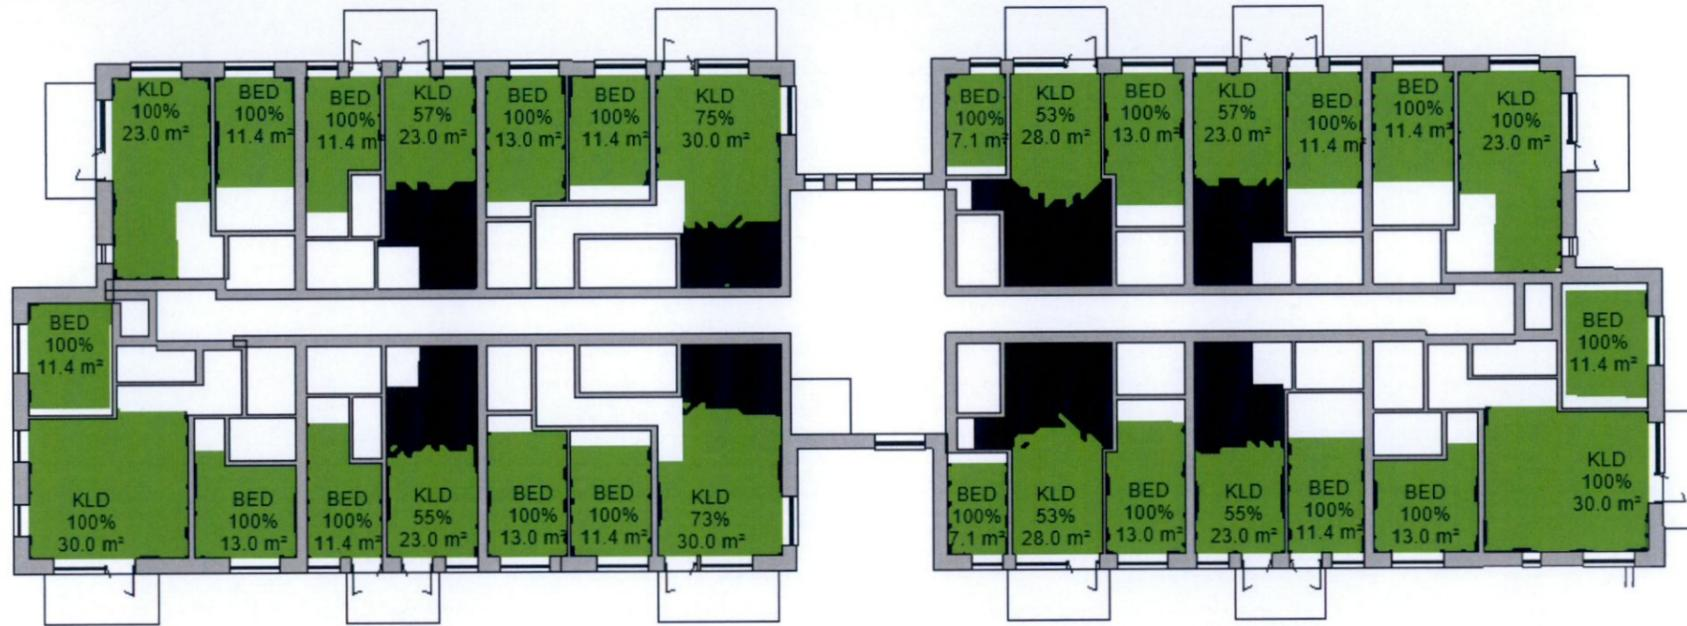 KLD
100%
23.0 m²
BED
100%
11.4 m²
BED
100%
11.4 m²
KLD
57%
23.0 m²
BED
100%
13.0 m²
BED
100%
11.4 m²
KLD
75%
30.0 m²
BED
100%
7.1 m²
KLD
53%
28.0 m²
BED
100%
13.0 m²
KLD
57%
23.0 m²
BED
100%
11.4 m²
BED
100%
11.4 m²
KLD
100%
23.0 m²
BED
100%
11.4 m²
BED
100%
11.4 m²
KLD
100%
30.0 m²
BED
100%
13.0 m²
BED
100%
11.4 m²
KLD
55%
23.0 m²
BED
100%
13.0 m²
BED
100%
11.4 m²
KLD
73%
30.0 m²
BED
100%
7.1 m²
KLD
53%
28.0 m²
BED
100%
13.0 m²
KLD
55%
23.0 m²
BED
100%
11.4 m²
BED
100%
13.0 m²
KLD
100%
30.0 m²